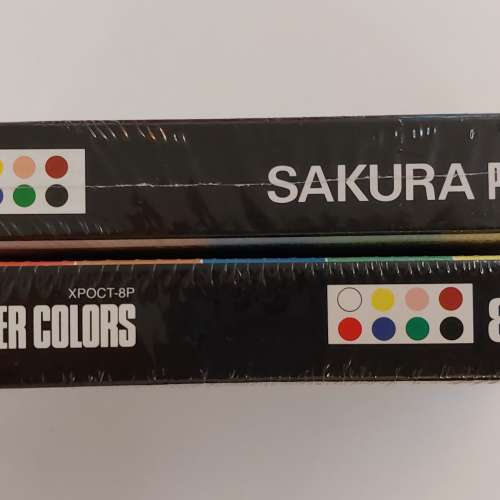 SAKURA P
XPOCT-8P
ER COLORS
8